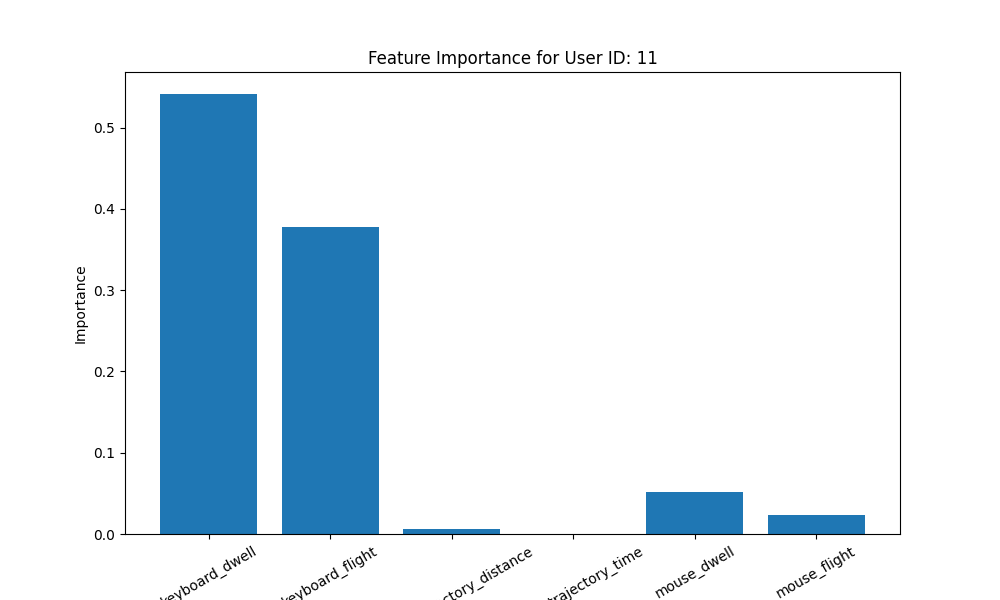 Feature Importance for User ID: 11
Importance
0.5
0.4
0.3
0.2
0.1
0.0
keyboard_dwell
keyboard_flight
ctory_distance
trajectory_time
mouse_dwell
mouse_flight